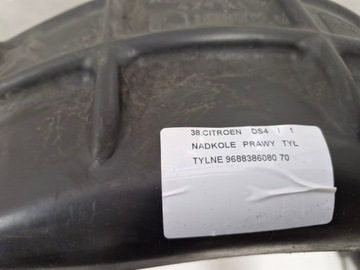 38.CITROEN DS4 I 1
NADKOLE PRAWY TYŁ
TYLNE 9688386080 70